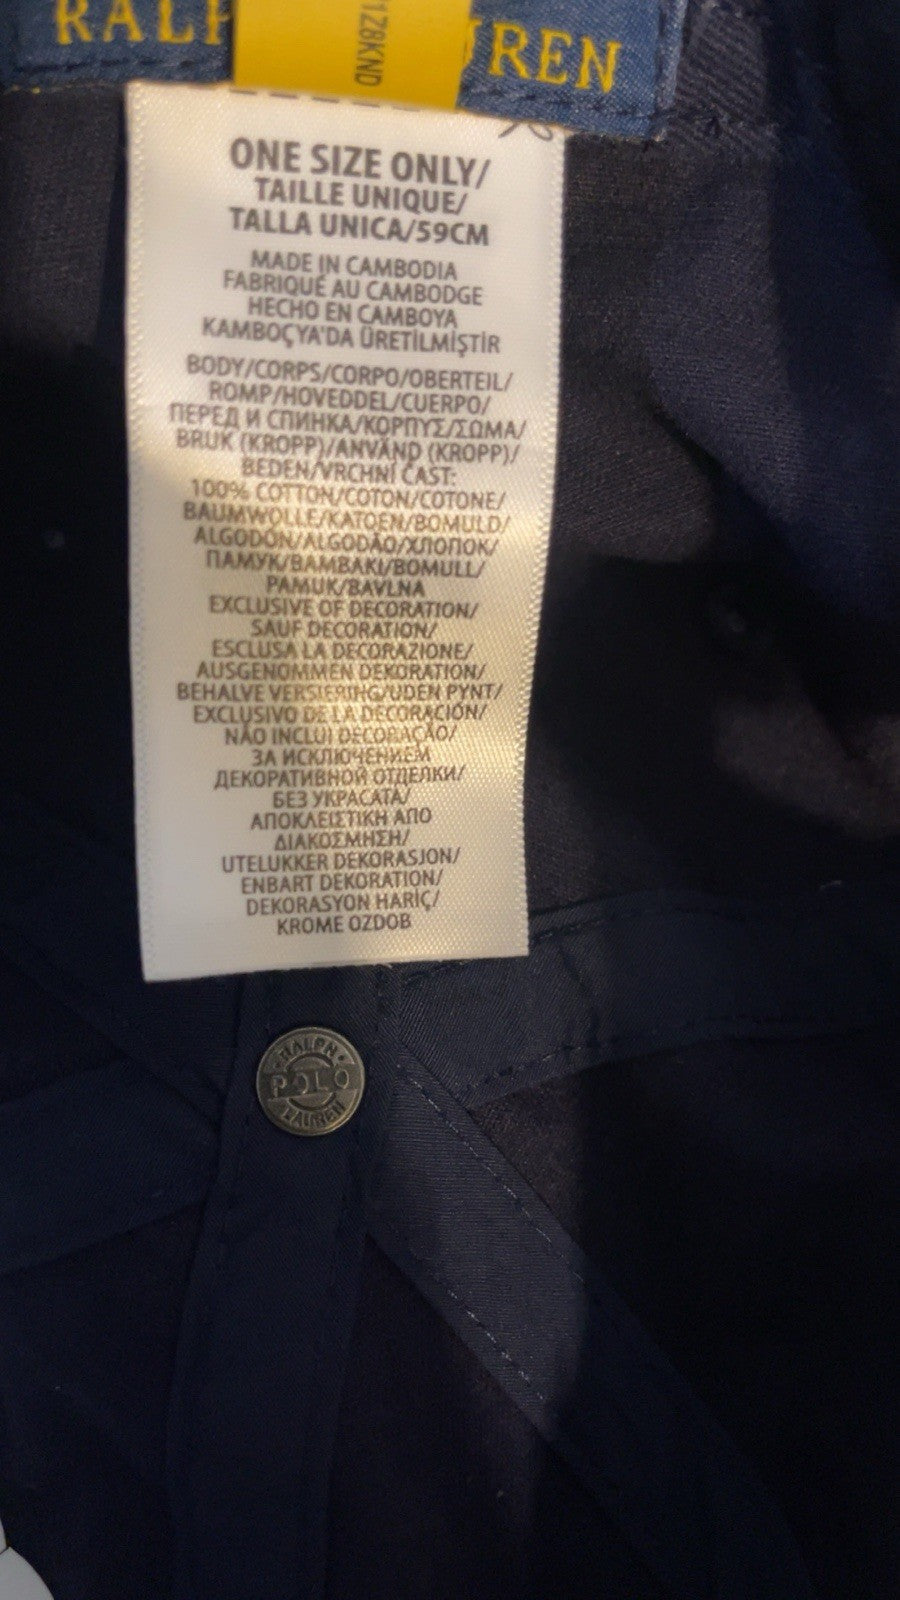 RALP UREN
1Z8KND
ONE SIZE ONLY/
TAILLE UNIQUE/
TALLA UNICA/59CM
MADE IN CAMBODIA
FABRIQUÉ AU CAMBODGE
HECHO EN CAMBOYA
KAMBOÇYA'DA ÜRETİLMİŞTİR
BODY/CORPS/CORPO/OBERTEIL/
ROMP/HOVEDDEL/CUERPO/
ПЕРЕД И СПИНКА/КОРПУΣ/ΣΩΜΑ/
BRUK (KROPP)/ANVÄND (KROPP)/
BEDEN/VRCHNÍ ČAST:
100% COTTON/COTON/COTONE/
BAUMWOLLE/KATOEN/BOMULD/
ALGODÓN/ALGODÃO/ХЛОПОК/
ПАМУК/ΒΑΜΒΑΚΙ/BOMULL/
PAMUK/BAVLNA
EXCLUSIVE OF DECORATION/
SAUF DECORATION/
ESCLUSA LA DECORAZIONE/
AUSGENOMMEN DEKORATION/
BEHALVE VERSIERING/UDEN PYNT/
EXCLUSIVO DE LA DECORACIÓN/
NÃO INCLUI DECORAÇÃO/
ЗА ИСКЛЮЧЕНИЕМ
ДЕКОРАТИВНОЙ ОТДЕЛКИ/
БЕЗ УКРАСАТА/
ΑΠΟΚΛΕΙΣΤΙΚΗ ΑΠΟ
ΔΙΑΚΟΣΜΗΣΗ/
UTELUKKER DEKORASJON/
ENBART DEKORATION/
DEKORASYON HARİÇ/
KROME OZDOB
RALPH
POLO
LAUREN